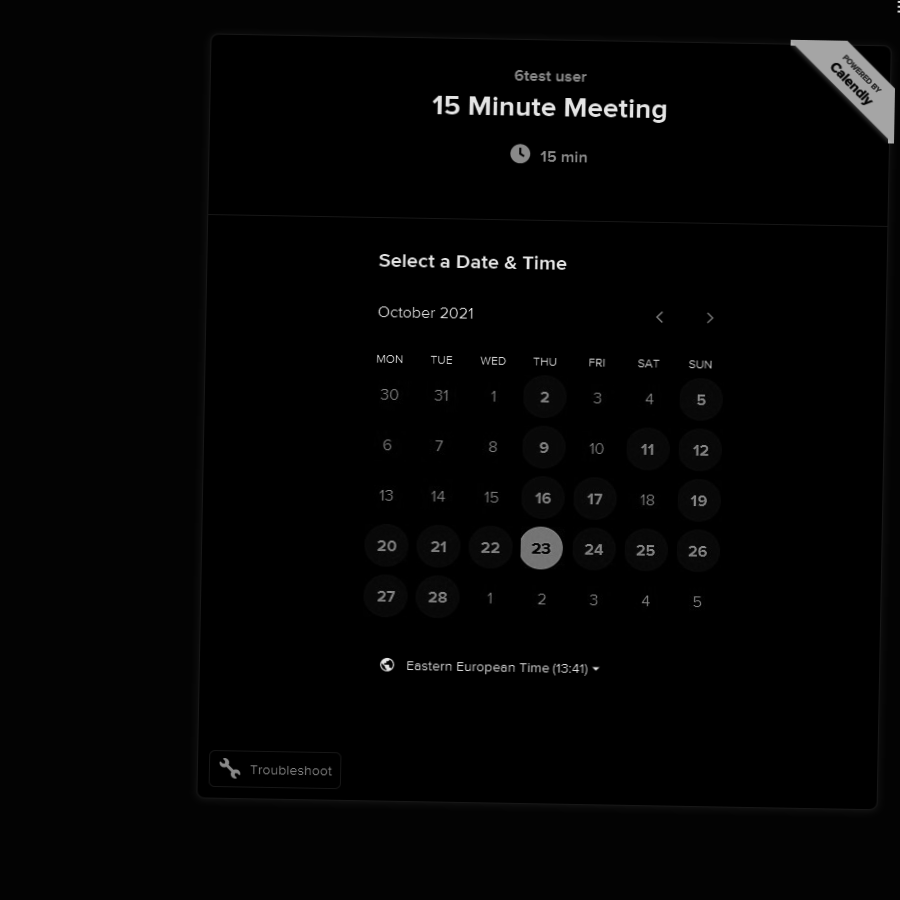 6test user
15 Minute Meeting
15 min
POWERED BY
Calendly
Select a Date & Time
October 2021
MON TUE WED THU FRI SAT SUN
30 31 1 2 3 4 5
6 7 8 9 10 11 12
13 14 15 16 17 18 19
20 21 22 23 24 25 26
27 28 1 2 3 4 5
Eastern European Time (13:41)
Troubleshoot